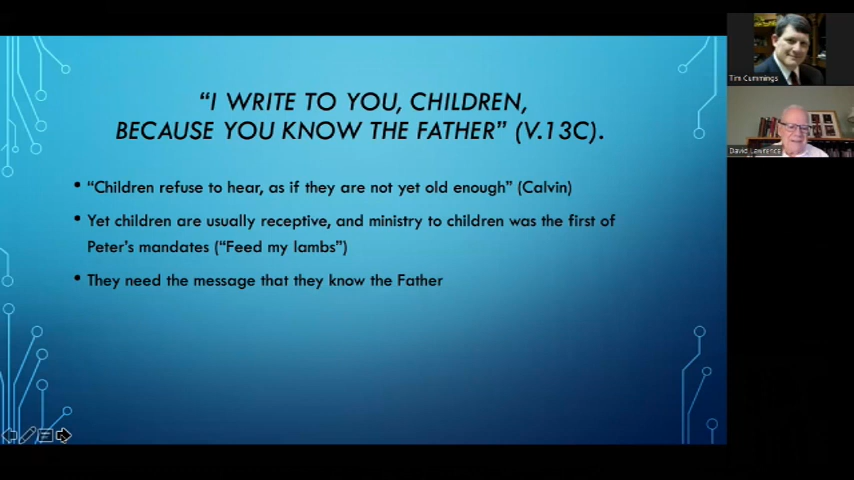 “I WRITE TO YOU, CHILDREN,
BECAUSE YOU KNOW THE FATHER” (V.13C).
• “Children refuse to hear, as if they are not yet old enough” (Calvin)
• Yet children are usually receptive, and ministry to children was the first of
Peter’s mandates (“Feed my lambs”)
• They need the message that they know the Father
Tim Cummings
David Lawrence